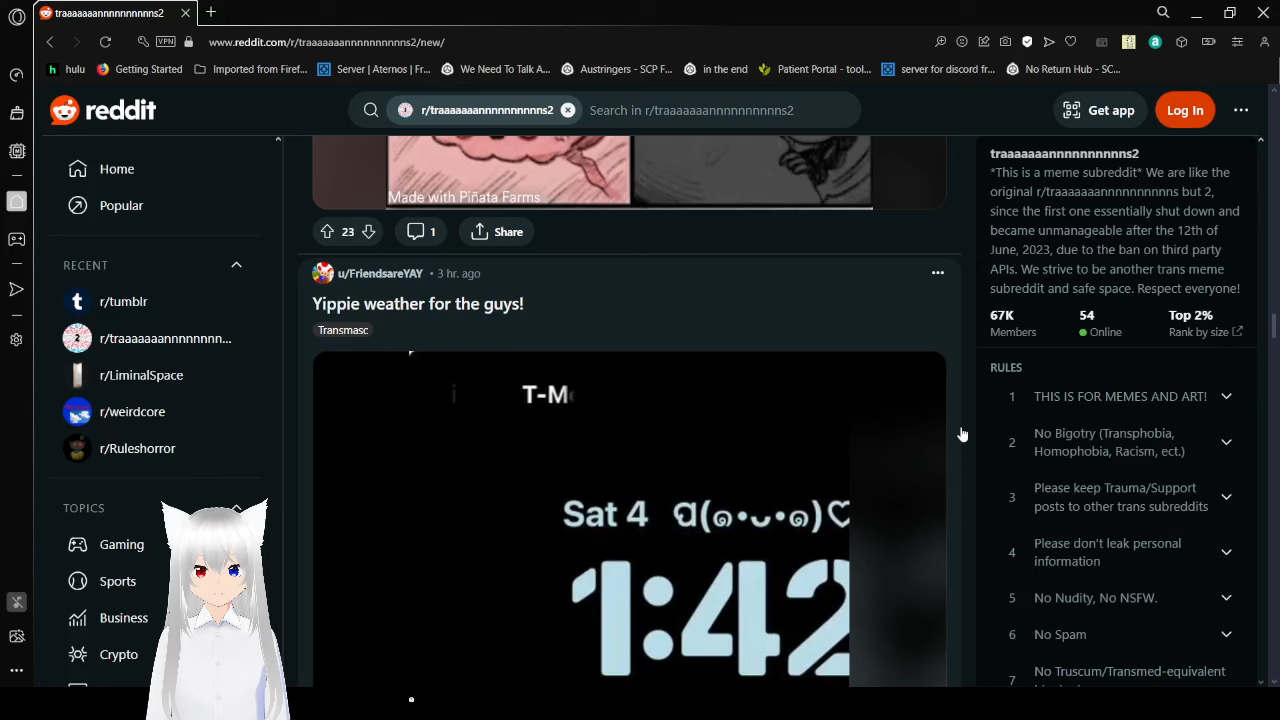 traaaaaaannnnnnnnnns2
VPN
www.reddit.com/r/traaaaaaannnnnnnnnns2/new/
hulu
Getting Started
Imported from Firef...
Server | Aternos | Fr...
We Need To Talk A...
Austringers - SCP F...
in the end
Patient Portal - tool...
server for discord fr...
No Return Hub - SC...
reddit
r/traaaaaaannnnnnnnnns2
Search in r/traaaaaaannnnnnnnnns2
Get app
Log In
Home
Popular
RECENT
r/tumblr
r/traaaaaaannnnnnn...
r/LiminalSpace
r/weirdcore
r/Ruleshorror
TOPICS
Gaming
Sports
Business
Crypto
Made with Piñata Farms
23
1
Share
u/FriendsareYAY • 3 hr. ago
Yippie weather for the guys!
Transmasc
T-M
Sat 4 ປ(๑•ᴗ•๑)♡
1:42
traaaaaaannnnnnnnnns2
*This is a meme subreddit* We are like the
original r/traaaaaaannnnnnnnnns but 2,
since the first one essentially shut down and
became unmanageable after the 12th of
June, 2023, due to the ban on third party
APIs. We strive to be another trans meme
subreddit and safe space. Respect everyone!
67K 54 Top 2%
Members Online Rank by size
RULES
1 THIS IS FOR MEMES AND ART!
2 No Bigotry (Transphobia,
Homophobia, Racism, ect.)
3 Please keep Trauma/Support
posts to other trans subreddits
4 Please don't leak personal
information
5 No Nudity, No NSFW.
6 No Spam
7 No Truscum/Transmed-equivalent